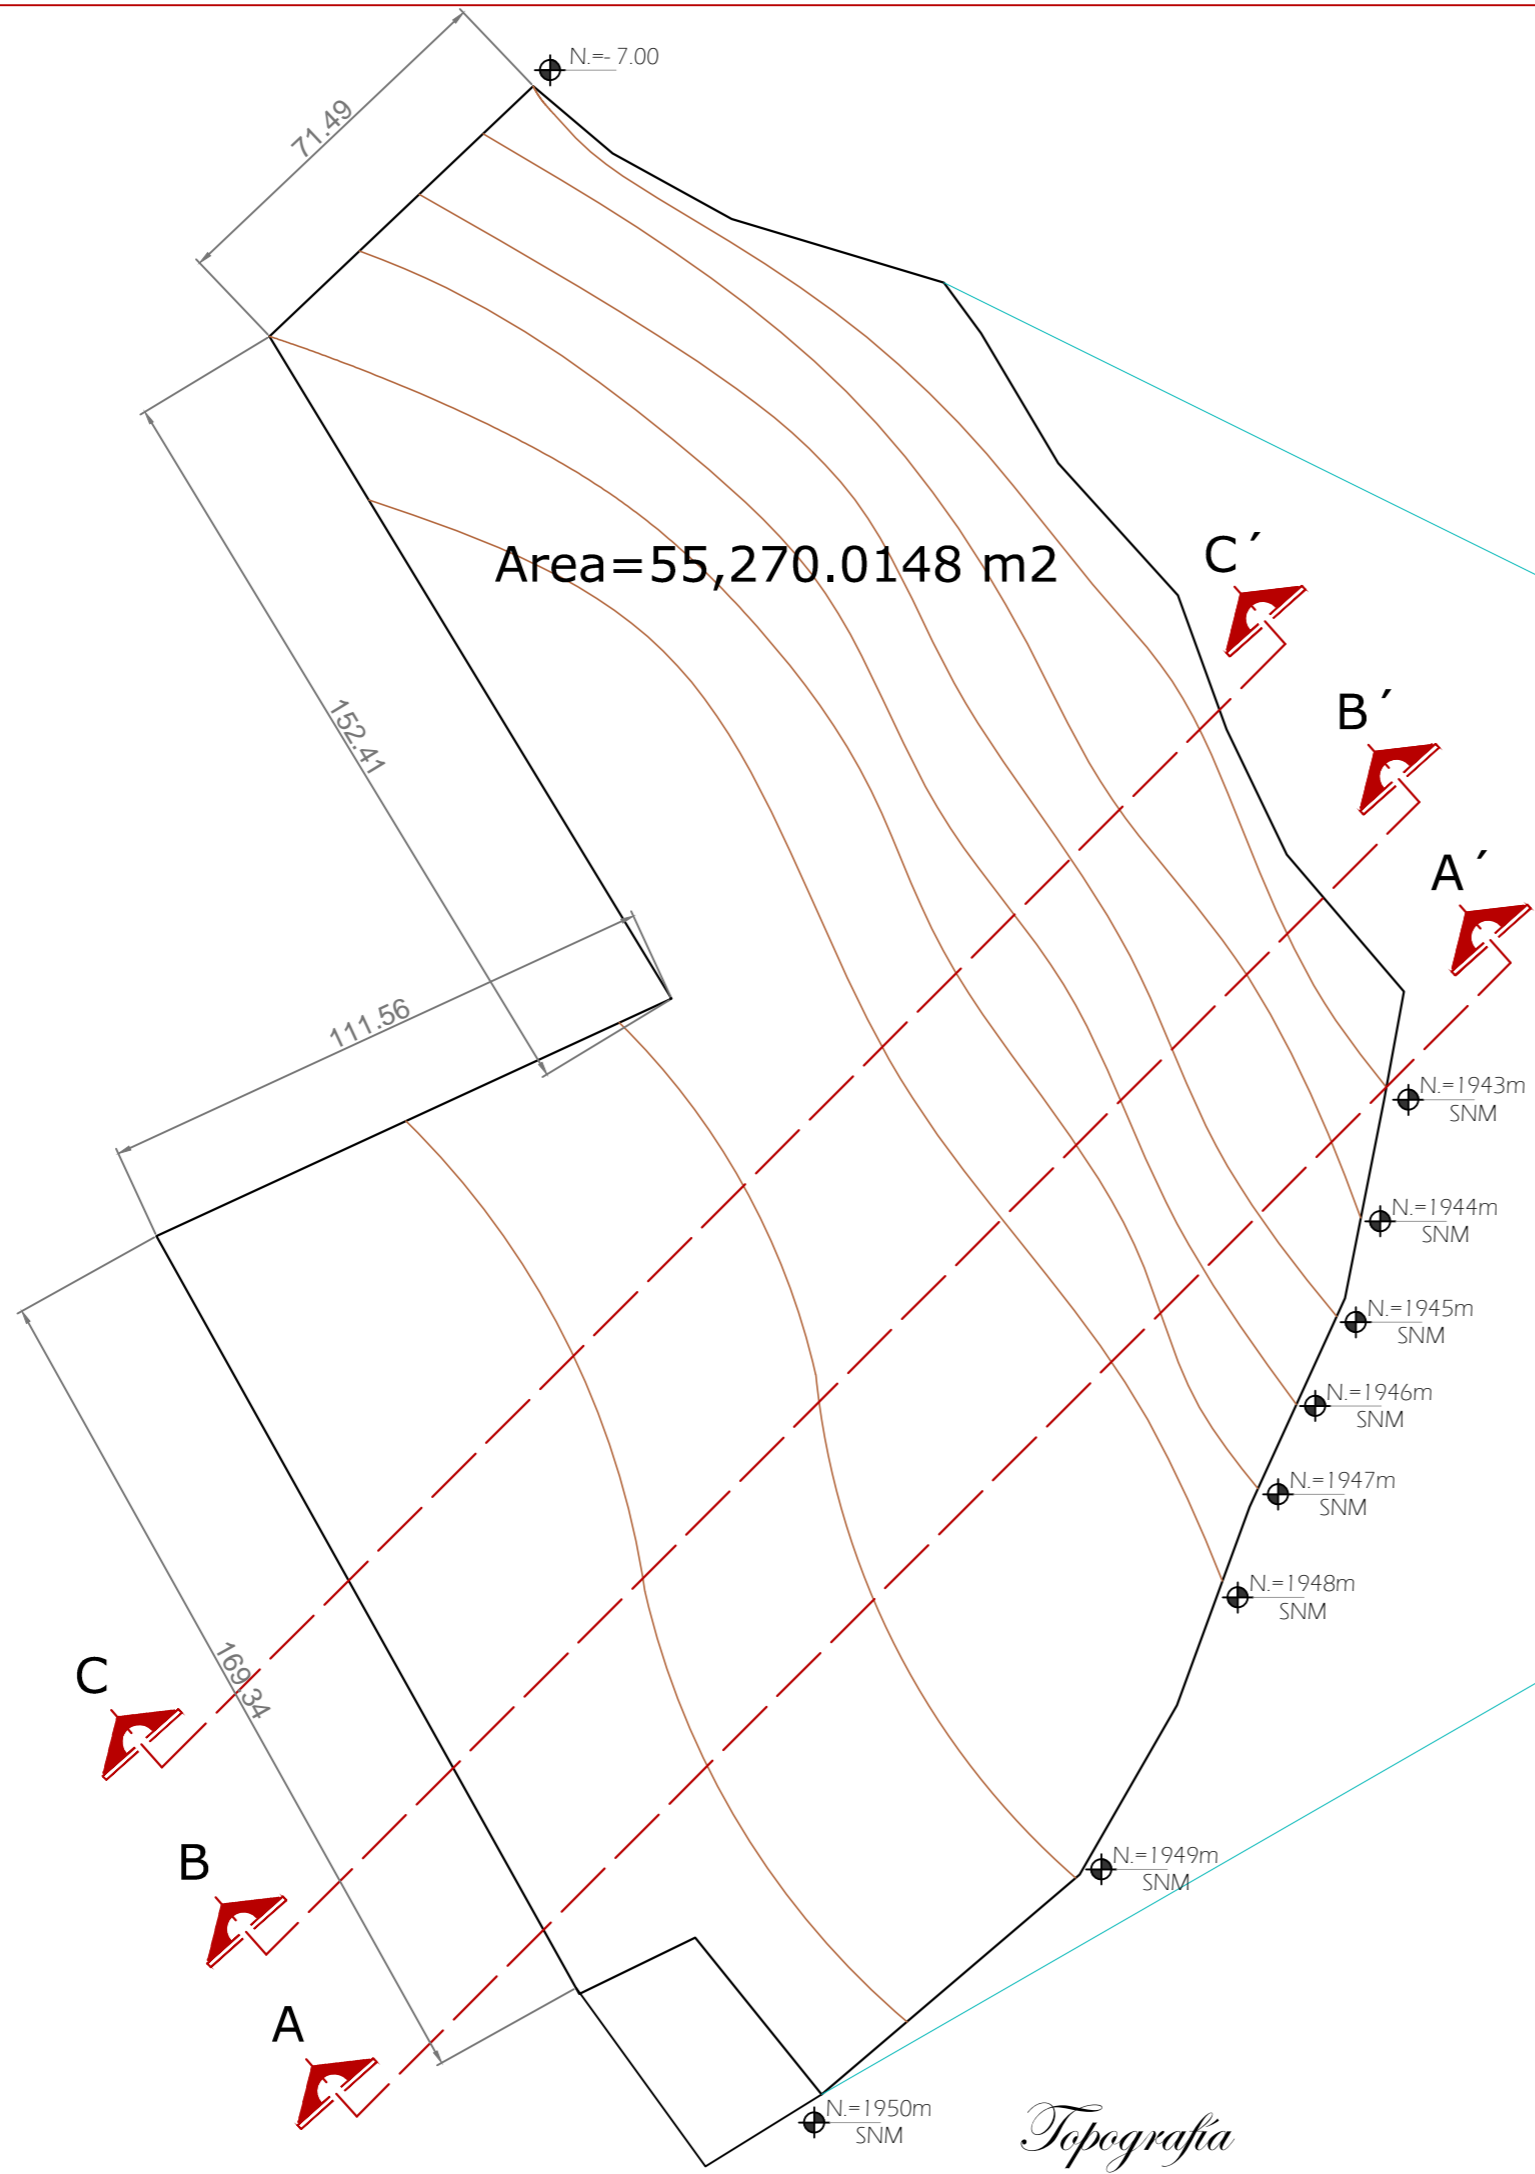 N.=- 7.00
71.49
Area=55,270.0148 m2
C´
B´
152.41
A´
111.56
N.=1943m
SNM
N.=1944m
SNM
N.=1945m
SNM
N.=1946m
SNM
N.=1947m
SNM
N.=1948m
SNM
169.34
C
B
N.=1949m
SNM
A
N.=1950m
SNM
Topografía